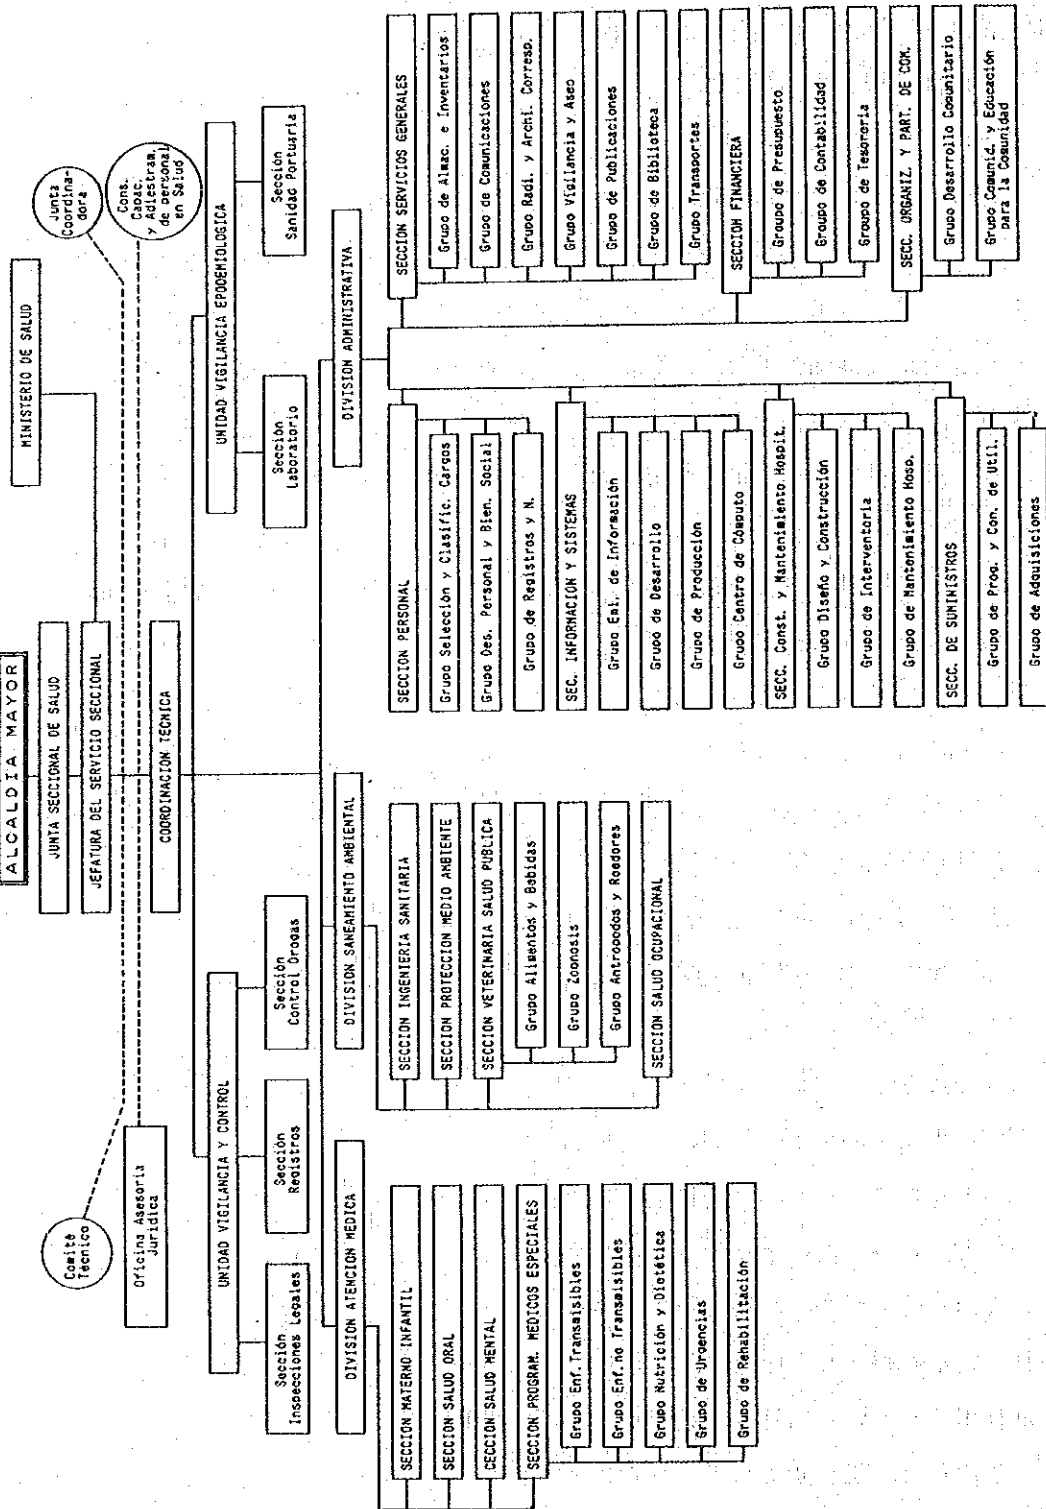 ALCALDIA MAYOR
MINISTERIO DE SALUD
JUNTA SECCIONAL DE SALUD
JEFATURA DEL SERVICIO SECCIONAL
Comité
Técnico
Junta
Coordina-
dora
Oficina Asesoria
Juridica
Cons.
Capac.
y Adiestram.
de personal
en Salud
COORDINACION TECNICA
UNIDAD VIGILANCIA Y CONTROL
UNIDAD VIGILANCIA EPODEMIOLOGICA
Sección
Inspecciones Legales
Sección
Registros
Sección
Control Drogas
Sección
Laboratorio
Sección
Sanidad Portuaria
DIVISION ATENCION MEDICA
DIVISION SANEAMIENTO AMBIENTAL
DIVISION ADMINISTRATIVA
SECCION MATERNO INFANTIL
SECCION SALUD ORAL
CECCION SALUD MENTAL
SECCION PROGRAM. MEDICOS ESPECIALES
Grupo Enf. Transmisibles
Grupo Enf. no Transmisibles
Grupo Nutrición y Dietética
Grupo de Urgencias
Grupo de Rehabilitación
SECCION INGENIERIA SANITARIA
SECCION PROTECCION MEDIO AMBIENTE
SECCION VETERINARIA SALUD PUBLICA
Grupo Alimentos y Bebidas
Grupo Zoonosis
Grupo Antropodos y Roedores
SECCION SALUD OCUPACIONAL
SECCION PERSONAL
Grupo Selección y Clasific. Cargos
Grupo Des. Personal y Bien. Social
Grupo de Registros y N.
SEC. INFORMACION Y SISTEMAS
Grupo Eml. de Información
Grupo de Desarrollo
Grupo de Producción
Grupo Centro de Cómputo
SECC. Const. y Mantenimiento Hospit.
Grupo Diseño y Construcción
Grupo de Interventoria
Grupo de Mantenimiento Hosp.
SECC. DE SUMINISTROS
Grupo de Prog. y Con. de Util.
Grupo de Adquisiciones
SECCION SERVICIOS GENERALES
Grupo de Almac. e Inventarios
Grupo de Comunicaciones
Grupo Radi. y Archi. Corresp.
Grupo Vigilancia y Aseo
Grupo de Publicaciones
Grupo de Biblioteca
Grupo Transportes
SECCION FINANCIERA
Groupo de Presupuesto
Groupo de Contabilidad
Grupo de Tesoreria
SECC. ORGANIZ. Y PART. DE COM.
Grupo Desarrollo Comunitario
Grupo Comunid. y Educación
para la Comunidad